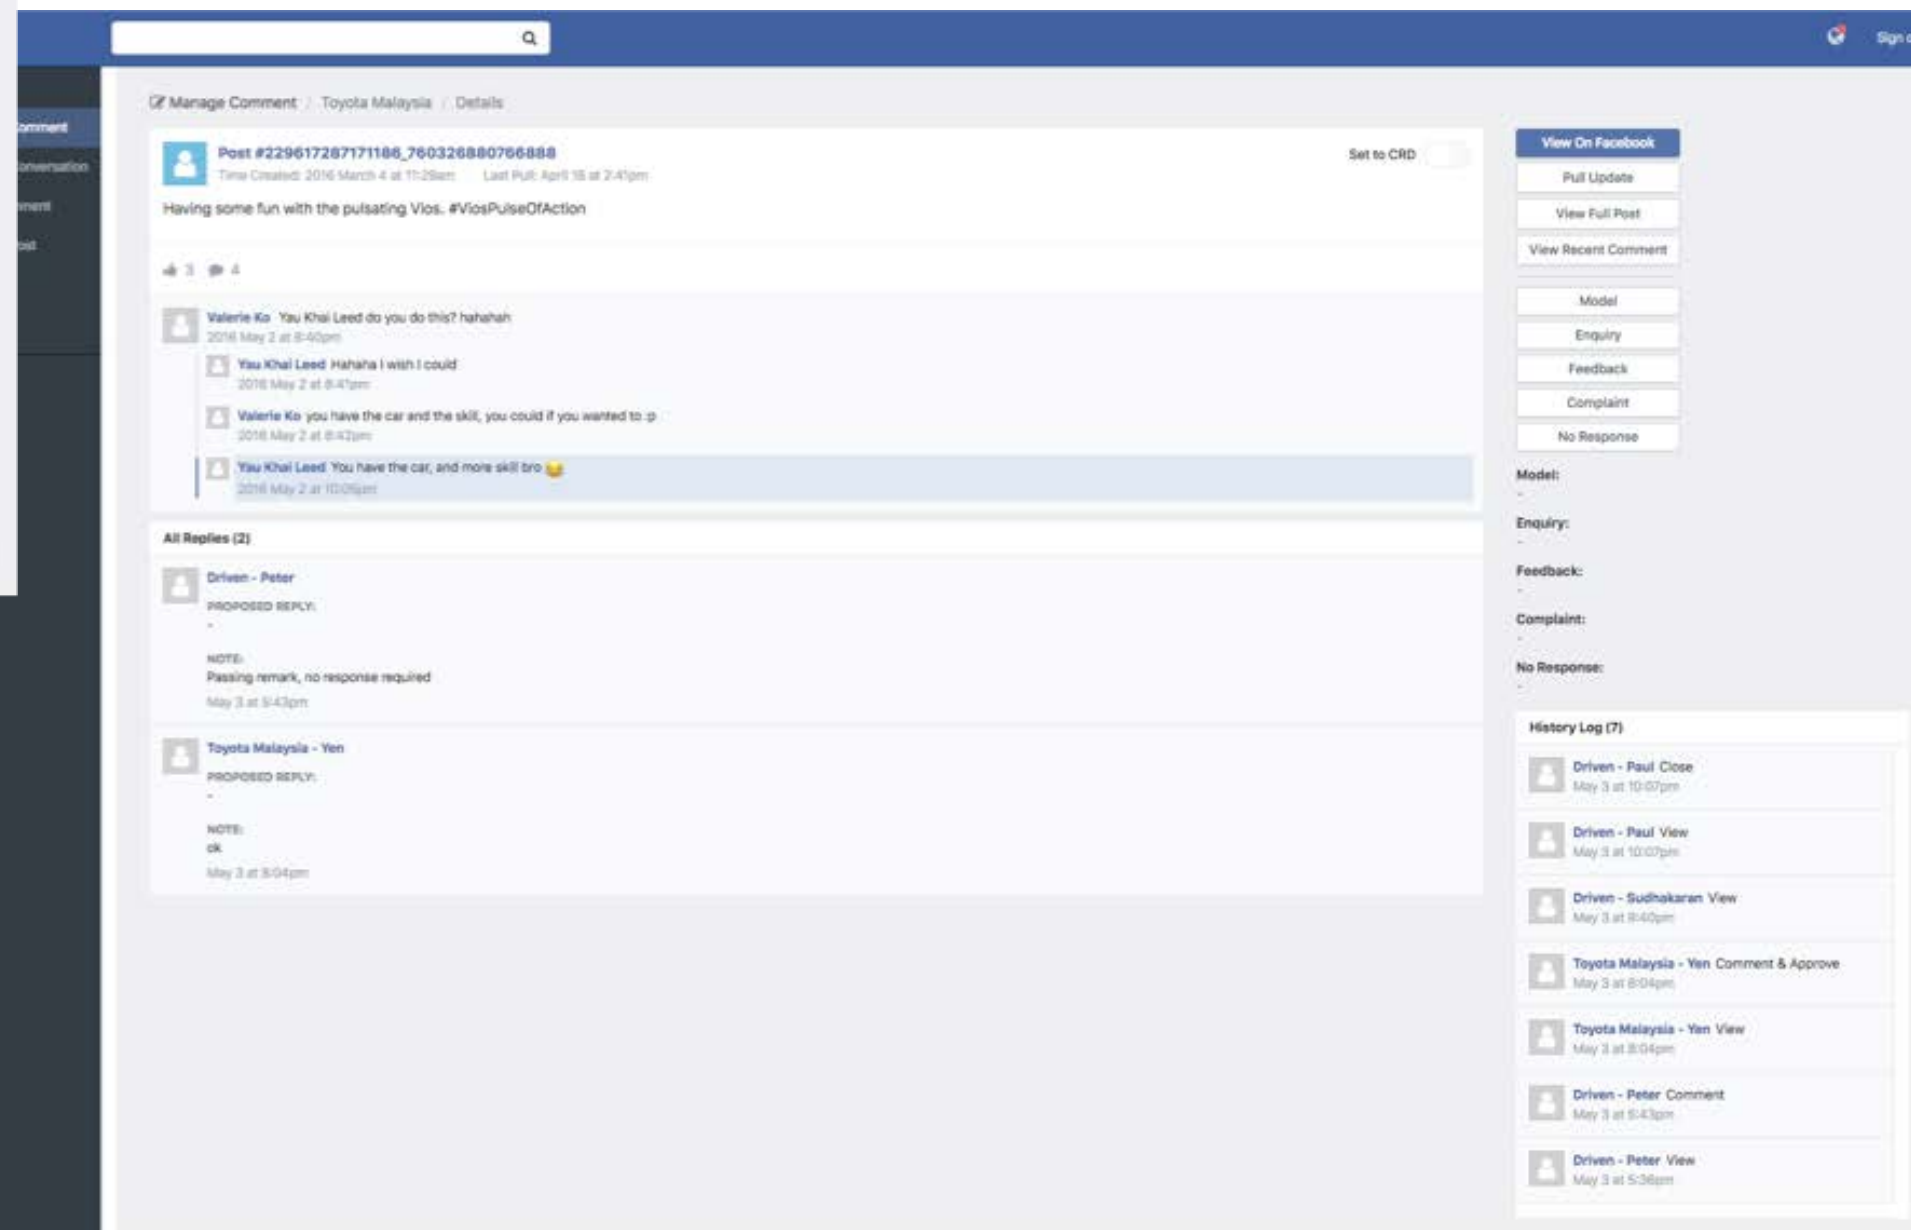 Sign
Manage Comment / Toyota Malaysia / Details
omment
onversation
ment
ost
Post #229617287171186_760326880766888
Time Created: 2016 March 4 at 11:28am Last Pull: April 18 at 2:41pm
Set to CRD
Having some fun with the pulsating Vios. #ViosPulseOfAction
3 4
Valerie Ko Yau Khai Leed do you do this? hahahah
2016 May 2 at 8:40pm
Yau Khai Leed Hahaha I wish I could
2016 May 2 at 8:41pm
Valerie Ko you have the car and the skill, you could if you wanted to :p
2016 May 2 at 8:42pm
Yau Khai Leed You have the car, and more skill bro 😂
2016 May 2 at 10:06pm
All Replies (2)
Driven - Peter
PROPOSED REPLY:
-
NOTE:
Passing remark, no response required
May 3 at 5:43pm
Toyota Malaysia - Yen
PROPOSED REPLY:
-
NOTE:
ok
May 3 at 8:04pm
View On Facebook
Pull Update
View Full Post
View Recent Comment
Model
Enquiry
Feedback
Complaint
No Response
Model:
-
Enquiry:
-
Feedback:
-
Complaint:
-
No Response:
-
History Log (7)
Driven - Paul Close
May 3 at 10:07pm
Driven - Paul View
May 3 at 10:07pm
Driven - Sudhakaran View
May 3 at 9:40pm
Toyota Malaysia - Yen Comment & Approve
May 3 at 8:04pm
Toyota Malaysia - Yen View
May 3 at 8:04pm
Driven - Peter Comment
May 3 at 5:43pm
Driven - Peter View
May 3 at 5:36pm